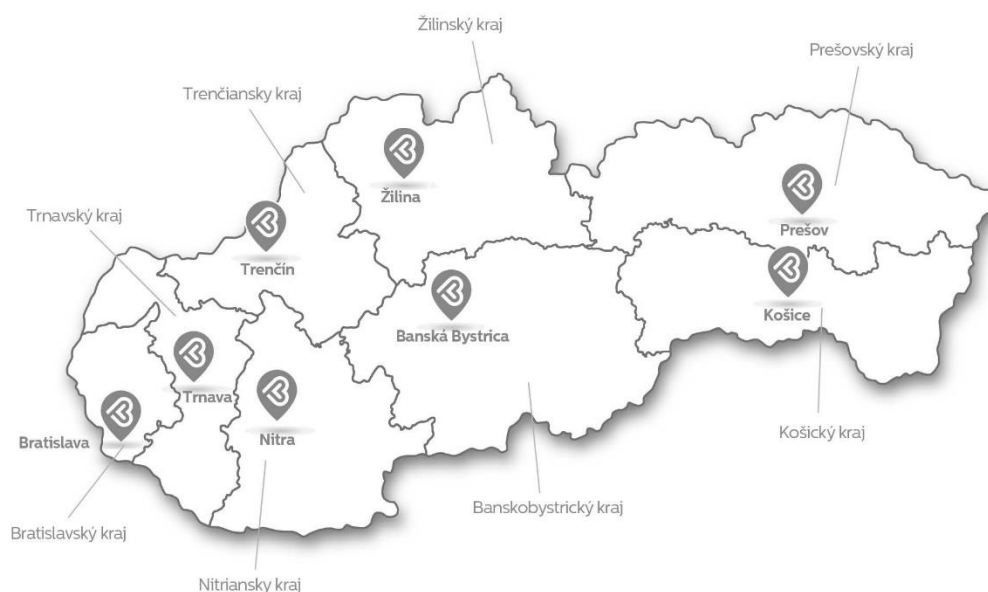 Žilinský kraj
Prešovský kraj
Trenčiansky kraj
Žilina
Trnavský kraj
Prešov
Trenčín
Košice
Banská Bystrica
Trnava
Bratislava
Nitra
Košický kraj
Banskobystrický kraj
Bratislavský kraj
Nitriansky kraj